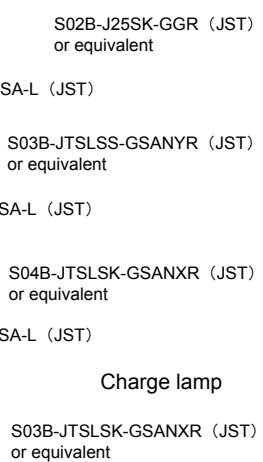 S02B-J25SK-GGR（JST）
or equivalent
SA-L（JST）
S03B-JTSLSS-GSANYR（JST）
or equivalent
SA-L（JST）
S04B-JTSLSK-GSANXR（JST）
or equivalent
SA-L（JST）
Charge lamp
S03B-JTSLSK-GSANXR（JST）
or equivalent